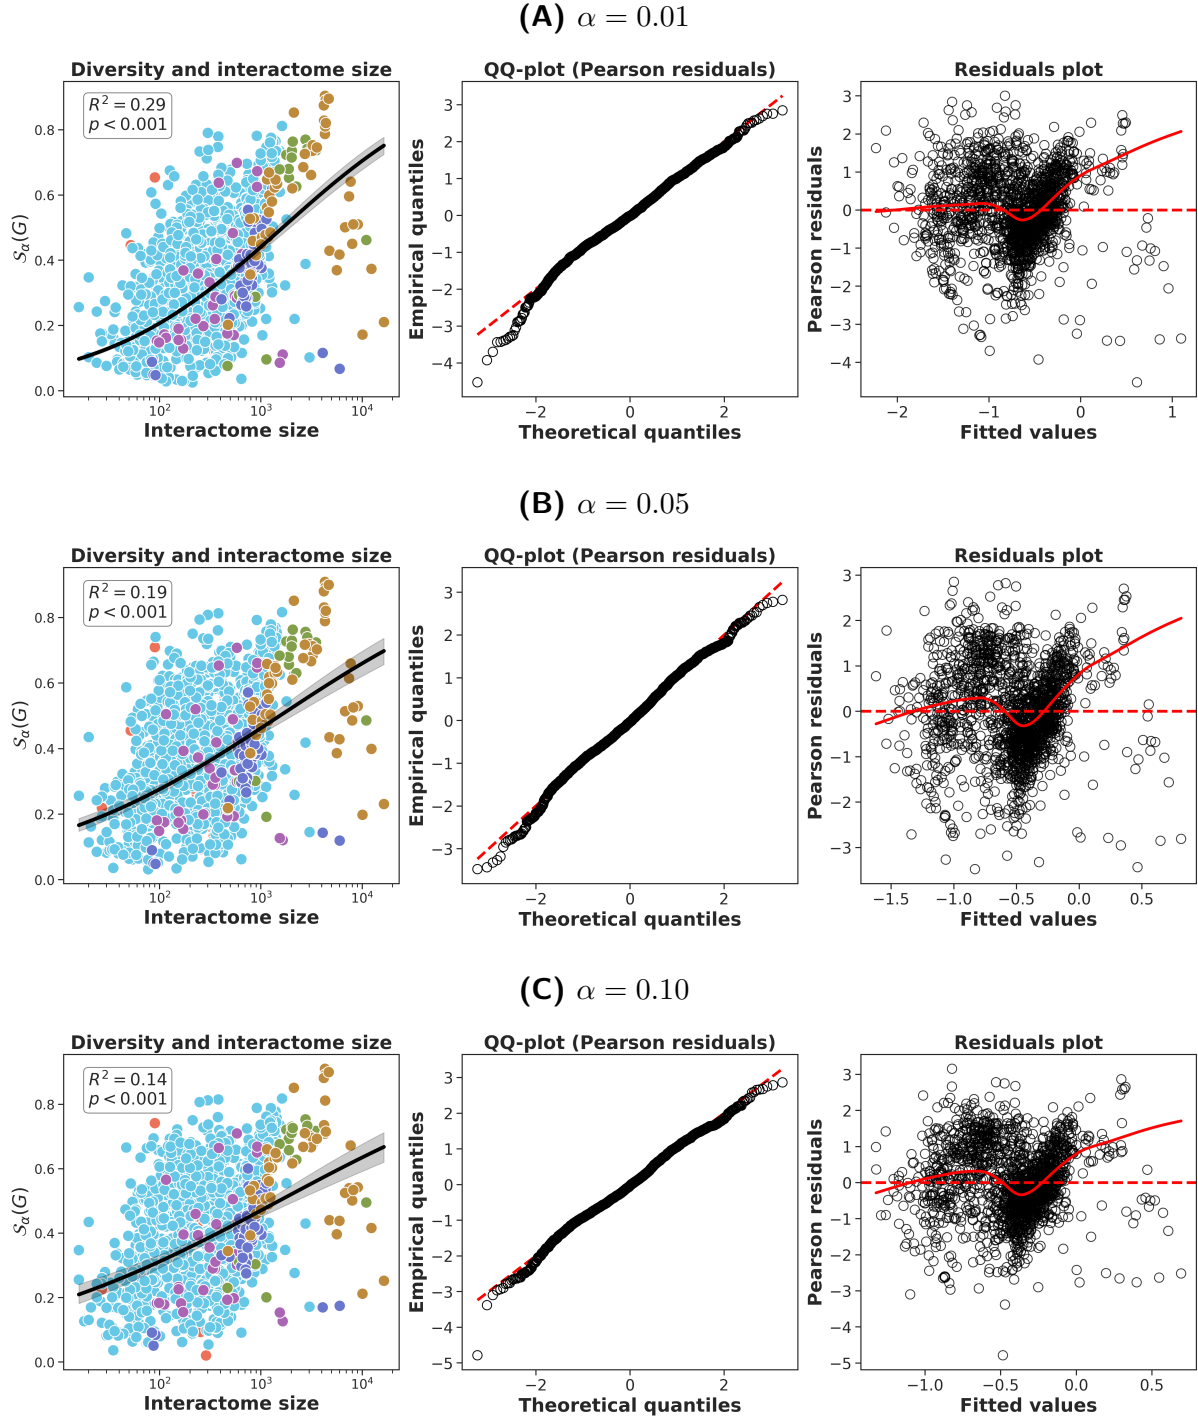 (A) α = 0.01
Diversity and interactome size
QQ-plot (Pearson residuals)
Residuals plot
R² = 0.29
p < 0.001
0.8
0.6
0.4
0.2
0.0
S_α(G)
10² 10³ 10⁴
Interactome size
3
2
1
0
−1
−2
−3
−4
Empirical quantiles
−2 0 2
Theoretical quantiles
3
2
1
0
−1
−2
−3
−4
Pearson residuals
−2 −1 0 1
Fitted values
(B) α = 0.05
Diversity and interactome size
QQ-plot (Pearson residuals)
Residuals plot
R² = 0.19
p < 0.001
0.8
0.6
0.4
0.2
0.0
S_α(G)
10² 10³ 10⁴
Interactome size
3
2
1
0
−1
−2
−3
Empirical quantiles
−2 0 2
Theoretical quantiles
3
2
1
0
−1
−2
−3
Pearson residuals
−1.5 −1.0 −0.5 0.0 0.5
Fitted values
(C) α = 0.10
Diversity and interactome size
QQ-plot (Pearson residuals)
Residuals plot
R² = 0.14
p < 0.001
0.8
0.6
0.4
0.2
0.0
S_α(G)
10² 10³ 10⁴
Interactome size
3
2
1
0
−1
−2
−3
−4
−5
Empirical quantiles
−2 0 2
Theoretical quantiles
3
2
1
0
−1
−2
−3
−4
−5
Pearson residuals
−1.0 −0.5 0.0 0.5
Fitted values